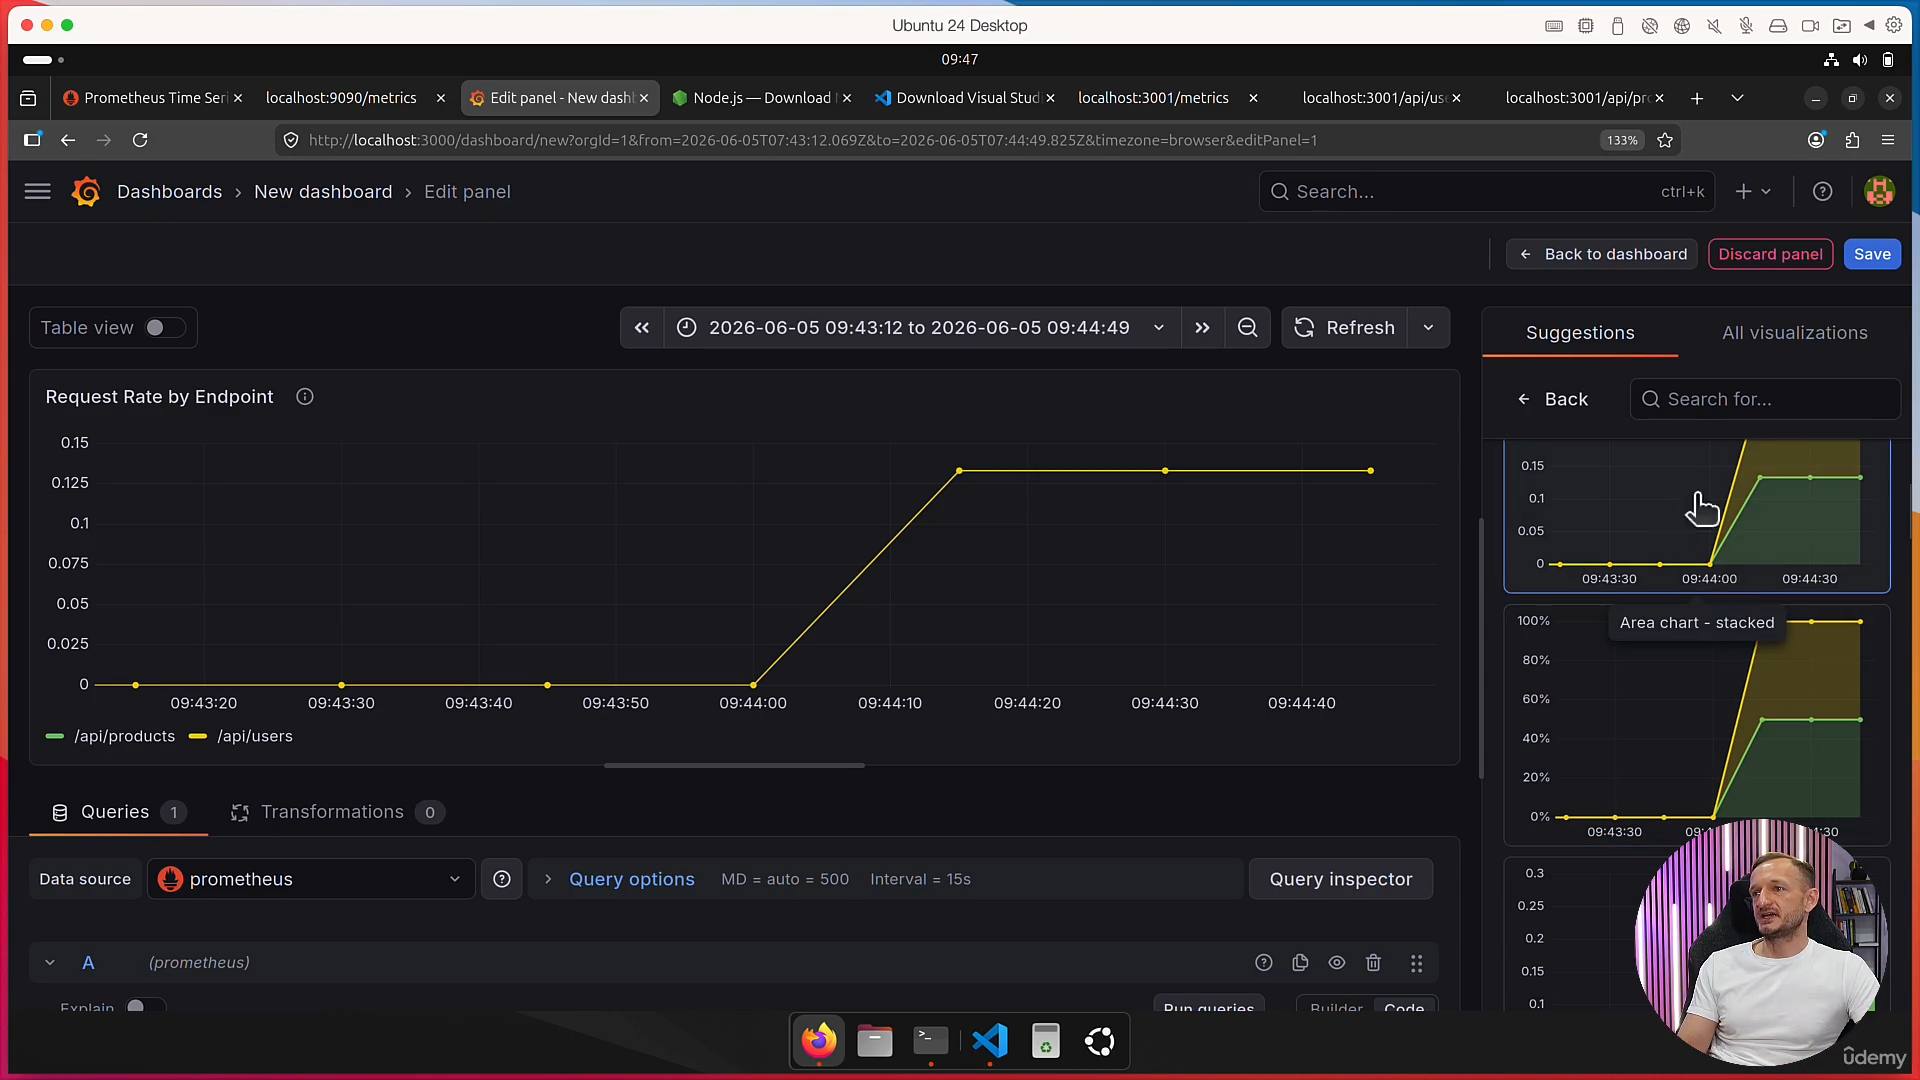 Ubuntu 24 Desktop
09:47
Prometheus Time Seri
localhost:9090/metrics
Edit panel - New dashb
Node.js — Download
Download Visual Studi
localhost:3001/metrics
localhost:3001/api/us
localhost:3001/api/pr
http://localhost:3000/dashboard/new?orgId=1&from=2026-06-05T07:43:12.069Z&to=2026-06-05T07:44:49.825Z&timezone=browser&editPanel=1
133%
Dashboards › New dashboard › Edit panel
Search...
ctrl+k
Back to dashboard
Discard panel
Save
Table view
2026-06-05 09:43:12 to 2026-06-05 09:44:49
Refresh
Suggestions
All visualizations
Back
Search for...
Request Rate by Endpoint
0.15
0.125
0.1
0.075
0.05
0.025
0
09:43:20
09:43:30
09:43:40
09:43:50
09:44:00
09:44:10
09:44:20
09:44:30
09:44:40
/api/products
/api/users
0.15
0.1
0.05
0
09:43:30
09:44:00
09:44:30
Area chart - stacked
100%
80%
60%
40%
20%
0%
09:43:30
0.3
0.25
0.2
0.15
0.1
Queries 1
Transformations 0
Data source
prometheus
Query options
MD = auto = 500
Interval = 15s
Query inspector
A
(prometheus)
Explain
Run queries
Builder
Code
udemy